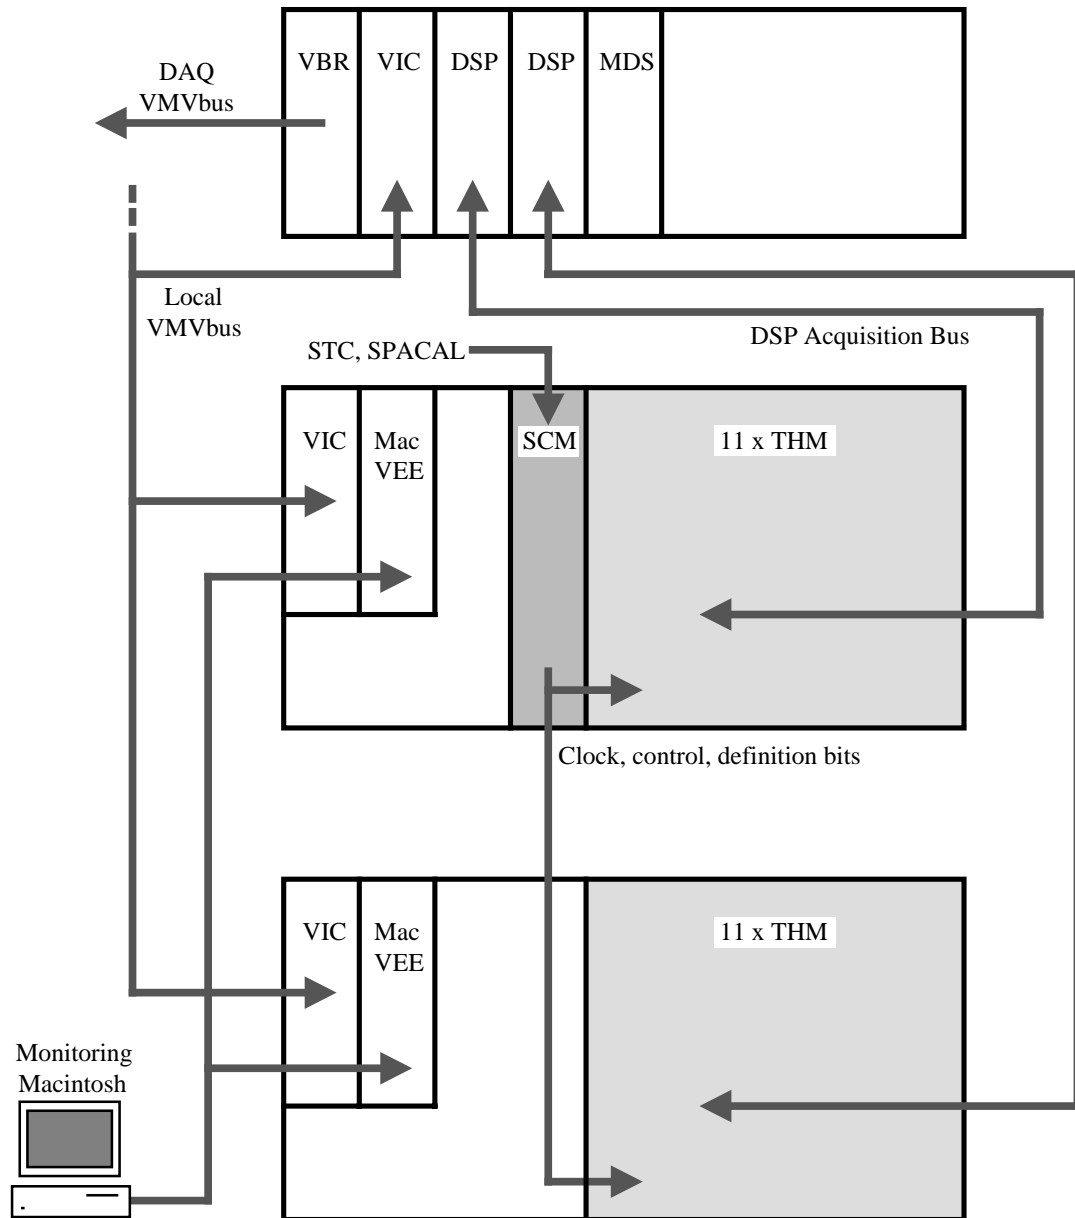 VBR
VIC
DSP
DSP
MDS
DAQ
VMVbus
Local
VMVbus
DSP Acquisition Bus
STC, SPACAL
VIC
Mac
VEE
SCM
11 x THM
Clock, control, definition bits
VIC
Mac
VEE
11 x THM
Monitoring
Macintosh